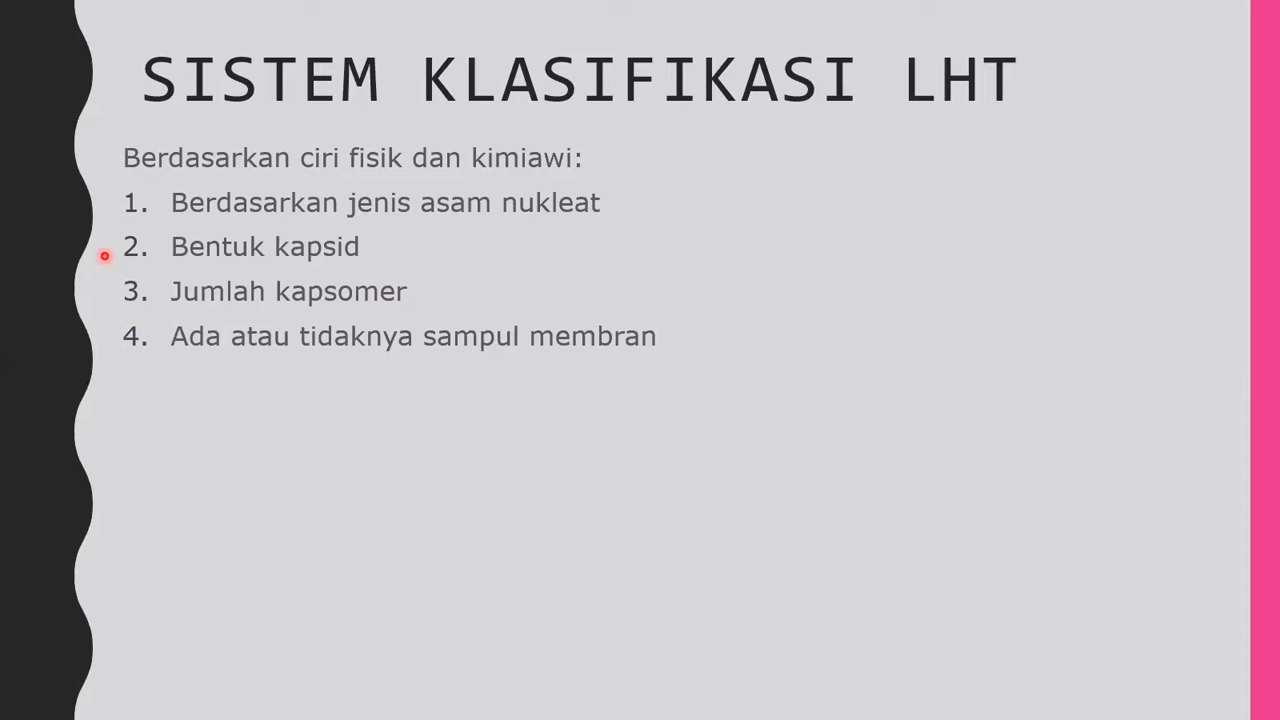 SISTEM KLASIFIKASI LHT
Berdasarkan ciri fisik dan kimiawi:
1. Berdasarkan jenis asam nukleat
2. Bentuk kapsid
3. Jumlah kapsomer
4. Ada atau tidaknya sampul membran